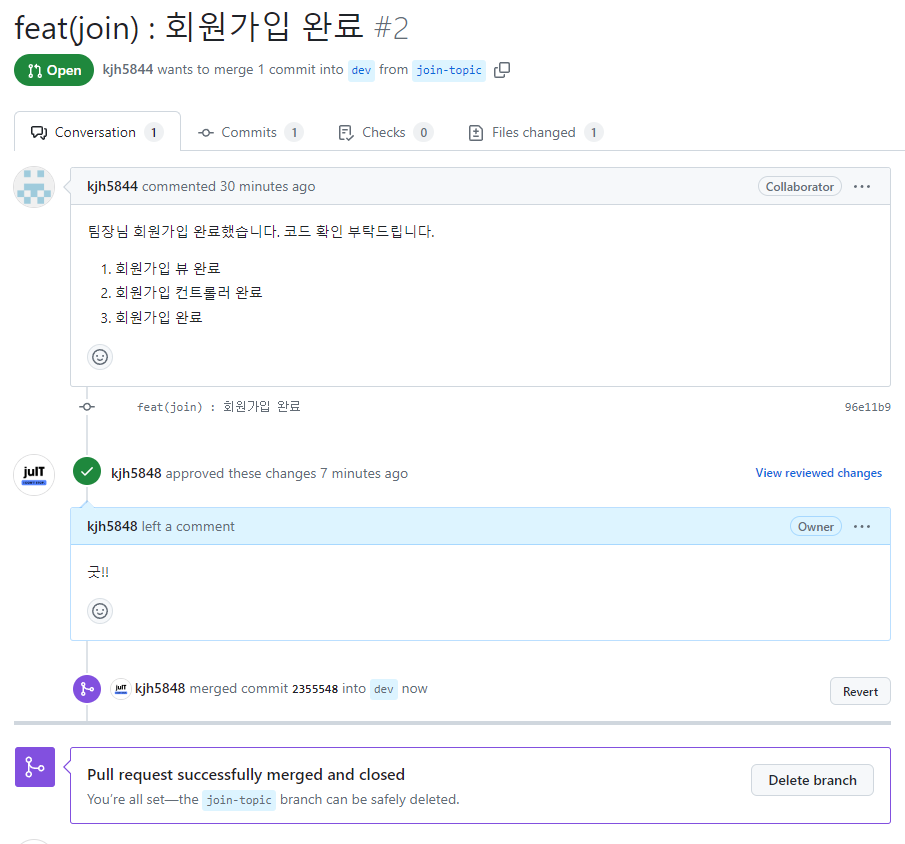 feat(join) : 회원가입 완료 #2
Open kjh5844 wants to merge 1 commit into dev from join-topic
Conversation 1 Commits 1 Checks 0 Files changed 1
kjh5844 commented 30 minutes ago Collaborator
팀장님 회원가입 완료했습니다. 코드 확인 부탁드립니다.
1. 회원가입 뷰 완료
2. 회원가입 컨트롤러 완료
3. 회원가입 완료
feat(join) : 회원가입 완료 96e11b9
juIT
kjh5848 approved these changes 7 minutes ago View reviewed changes
kjh5848 left a comment Owner
굿!!
juIT kjh5848 merged commit 2355548 into dev now Revert
Pull request successfully merged and closed
You're all set—the join-topic branch can be safely deleted. Delete branch